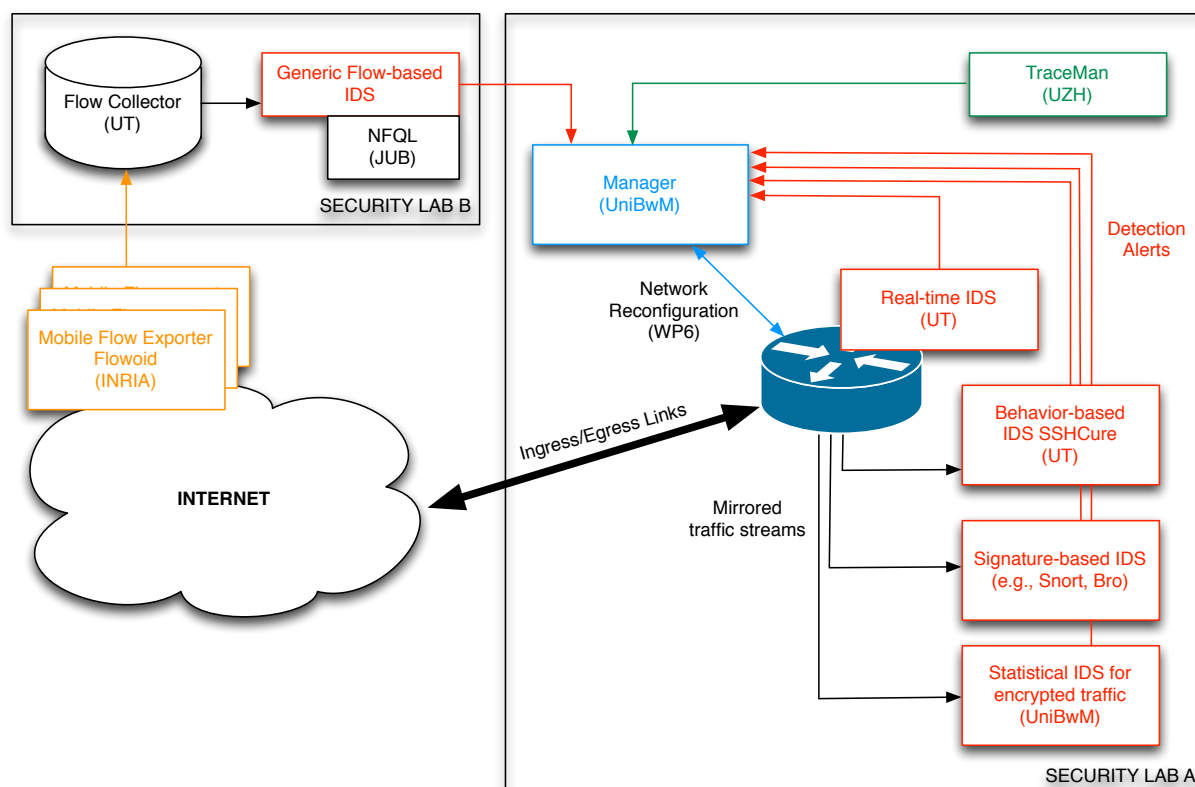 Flow Collector
(UT)
Generic Flow-based
IDS
NFQL
(JUB)
SECURITY LAB B
Mobile Flow Exporter
Flowoid
(INRIA)
INTERNET
Ingress/Egress Links
TraceMan
(UZH)
Manager
(UniBwM)
Detection
Alerts
Network
Reconfiguration
(WP6)
Real-time IDS
(UT)
Behavior-based
IDS SSHCure
(UT)
Mirrored
traffic streams
Signature-based IDS
(e.g., Snort, Bro)
Statistical IDS for
encrypted traffic
(UniBwM)
SECURITY LAB A